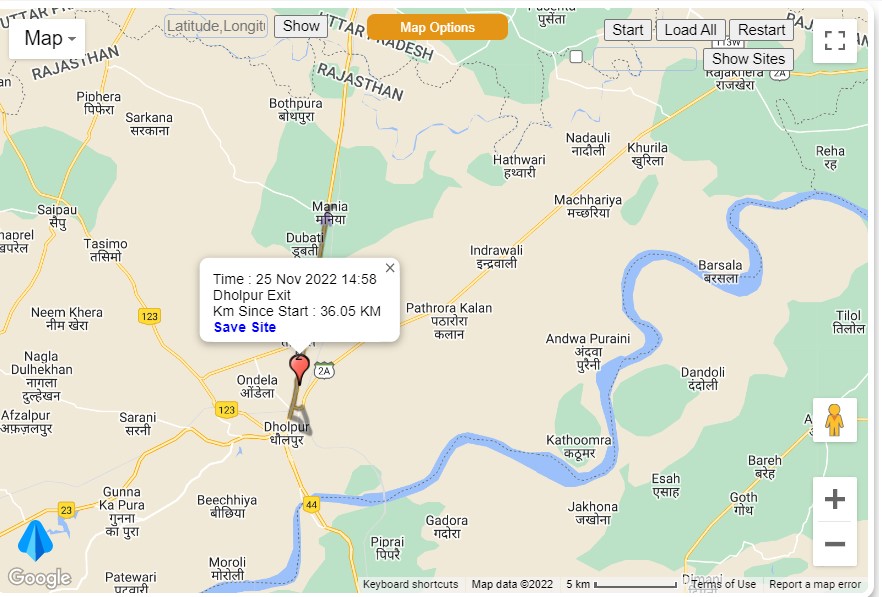 Map
Latitude,Longit
Show
Map Options
Start
Load All
Restart
Show Sites
पुसेंता
UTTAR PRADESH
RAJASTHAN
RAJASTHAN
Rajakhera
राजखेरा
2A
Piphera
पिफेरा
Sarkana
सरकाना
Bothpura
बोथपुरा
Nadauli
नादौली
Khurila
खुरिला
Hathwari
हथ्वारी
Reha
रेह
Machhariya
मच्छरिया
Saipau
सैपु
Mania
मनिया
Tasimo
तसिमो
Dubati
डूबती
Indrawali
इन्द्रवाली
Barsala
बरसला
Time : 25 Nov 2022 14:58
Dholpur Exit
Km Since Start : 36.05 KM
Save Site
Neem Khera
नीम खेरा
123
Pathrora Kalan
पठारोरा
कलान
Tilol
तिलोल
Andwa Puraini
अंदवा
पुरैनी
Nagla
Dulhekhan
नागला
दुल्हेखन
2A
Ondela
ओंडेला
Dandoli
दंदोली
Afzalpur
अफ़ज़लपुर
Sarani
सरनी
123
Dholpur
धौलपुर
Kathoomra
कठूमर
Bareh
बरेह
Esah
एसाह
Goth
गोथ
Gunna
Ka Pura
गुनना
का पुरा
Beechhiya
बीछिया
44
23
Jakhona
जखोना
Gadora
गदोरा
Piprai
पिपरै
Moroli
मोरोली
Patewari
Google
Keyboard shortcuts
Map data ©2022
5 km
Terms of Use
Report a map error